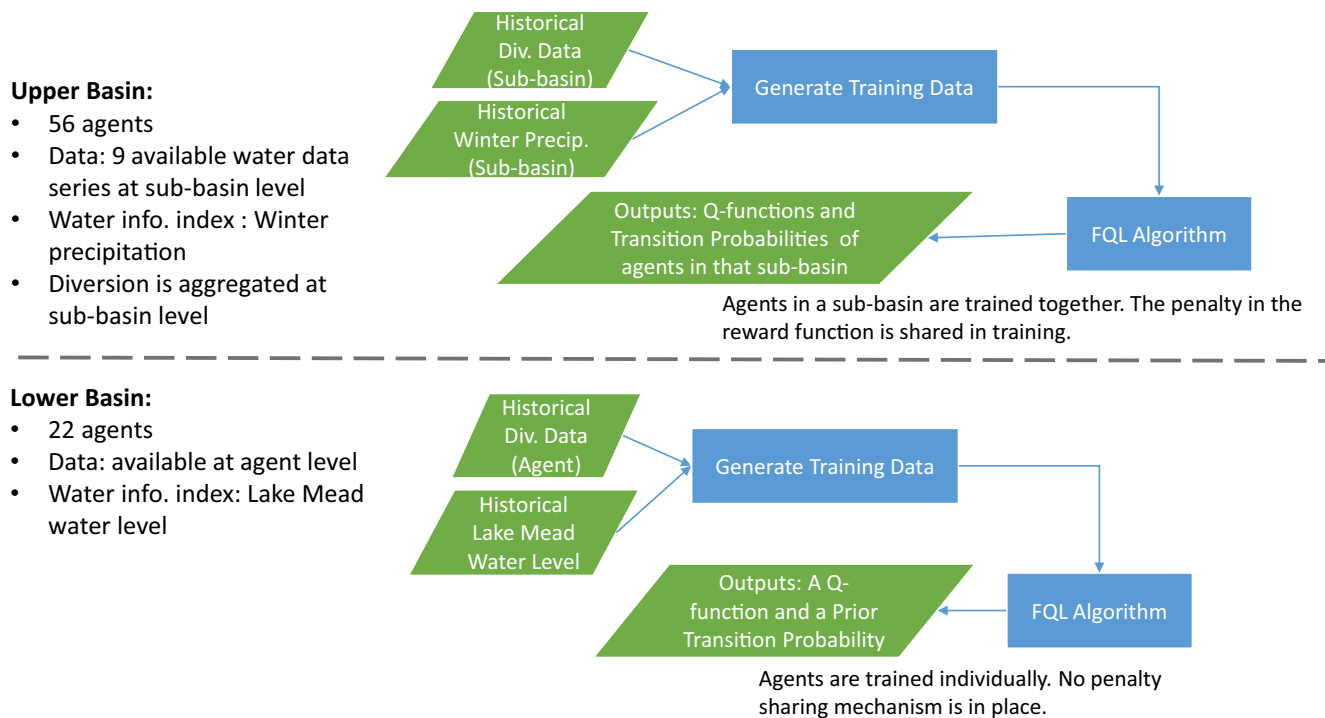 Upper Basin:
• 56 agents
• Data: 9 available water data
series at sub-basin level
• Water info. index : Winter
precipitation
• Diversion is aggregated at
sub-basin level
Historical
Div. Data
(Sub-basin)
Historical
Winter Precip.
(Sub-basin)
Generate Training Data
FQL Algorithm
Outputs: Q-functions and
Transition Probabilities of
agents in that sub-basin
Agents in a sub-basin are trained together. The penalty in the
reward function is shared in training.
Lower Basin:
• 22 agents
• Data: available at agent level
• Water info. index: Lake Mead
water level
Historical
Div. Data
(Agent)
Historical
Lake Mead
Water Level
Generate Training Data
FQL Algorithm
Outputs: A Q-
function and a Prior
Transition Probability
Agents are trained individually. No penalty
sharing mechanism is in place.